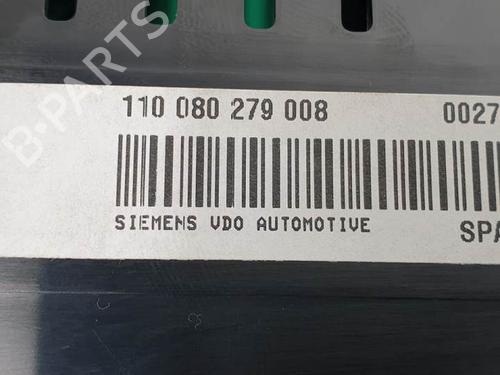 B-PARTS
110 080 279 008 0027
SIEMENS VDO AUTOMOTIVE SPA